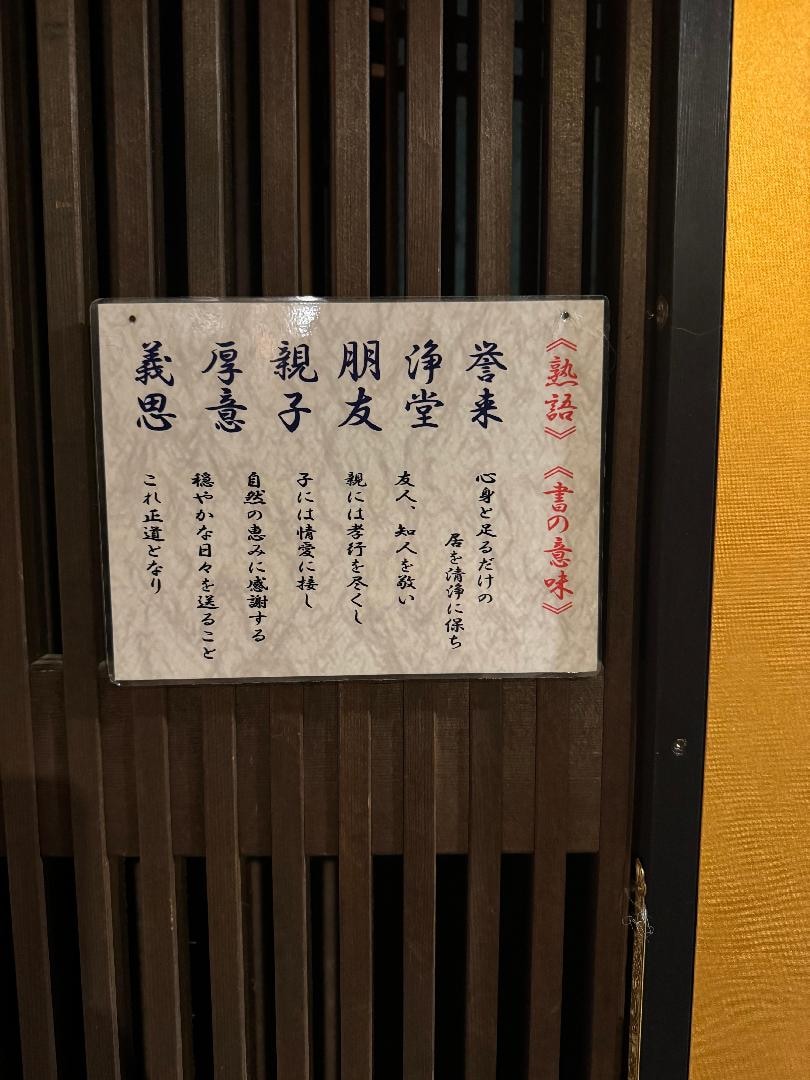 《熟語》《書の意味》
誉来
浄堂
朋友
親子
厚意
義思
心身と足るだけの
居を清浄に保ち
友人、知人を敬い
親には孝行を尽くし
子には情愛に接し
自然の恵みに感謝する
穏やかな日々を送ること
これ正道となり